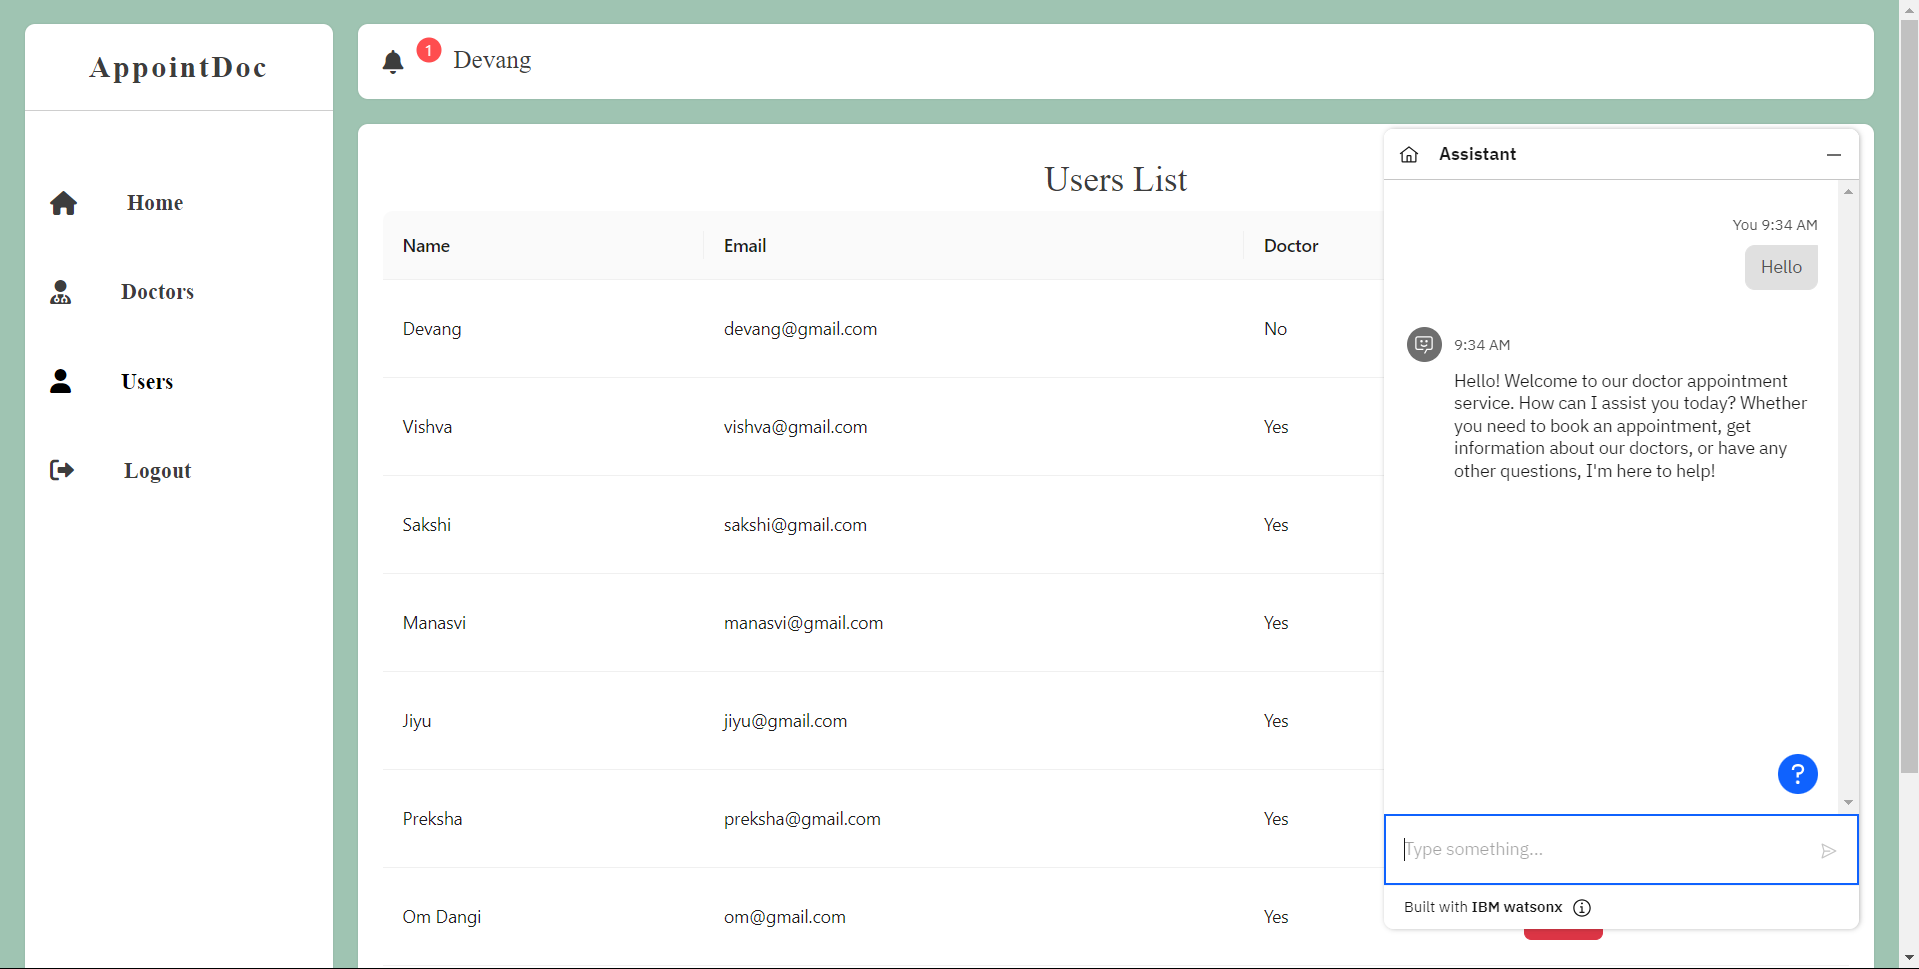 AppointDoc
Home
Doctors
Users
Logout
1 Devang
Users List
Name Email Doctor
Devang devang@gmail.com No
Vishva vishva@gmail.com Yes
Sakshi sakshi@gmail.com Yes
Manasvi manasvi@gmail.com Yes
Jiyu jiyu@gmail.com Yes
Preksha preksha@gmail.com Yes
Om Dangi om@gmail.com Yes
Assistant
You 9:34 AM
Hello
9:34 AM
Hello! Welcome to our doctor appointment
service. How can I assist you today? Whether
you need to book an appointment, get
information about our doctors, or have any
other questions, I'm here to help!
?
Type something...
Built with IBM watsonx